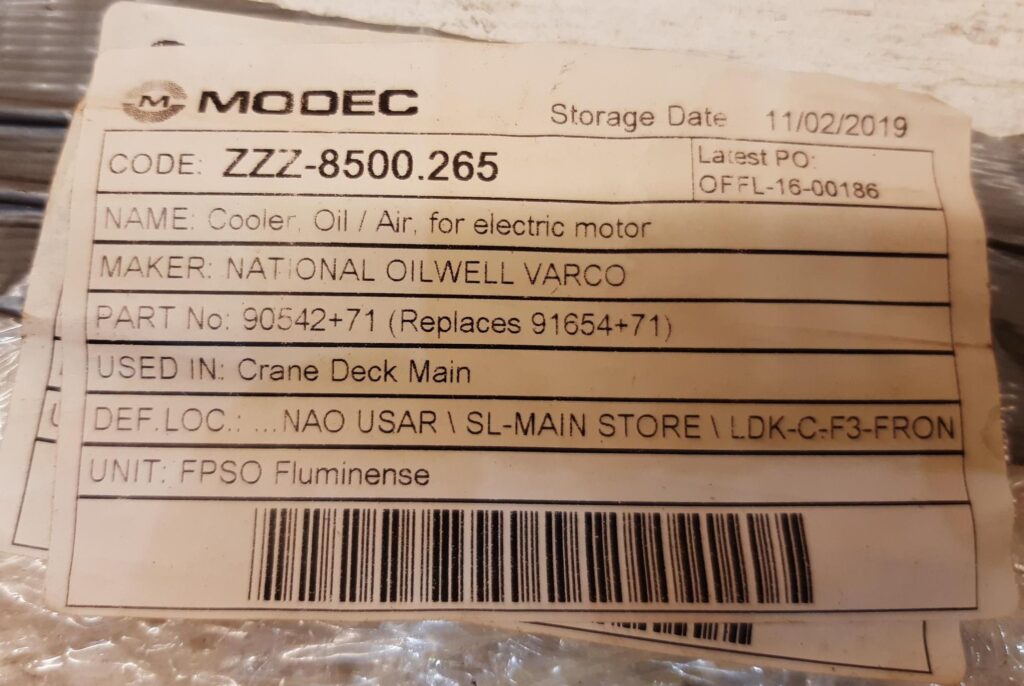 MODEC
Storage Date 11/02/2019
CODE: ZZZ-8500.265
Latest PO:
OFFL-16-00186
NAME: Cooler, Oil / Air, for electric motor
MAKER: NATIONAL OILWELL VARCO
PART No: 90542+71 (Replaces 91654+71)
USED IN: Crane Deck Main
DEF.LOC.: ...NAO USAR \ SL-MAIN STORE \ LDK-C-F3-FRON
UNIT: FPSO Fluminense